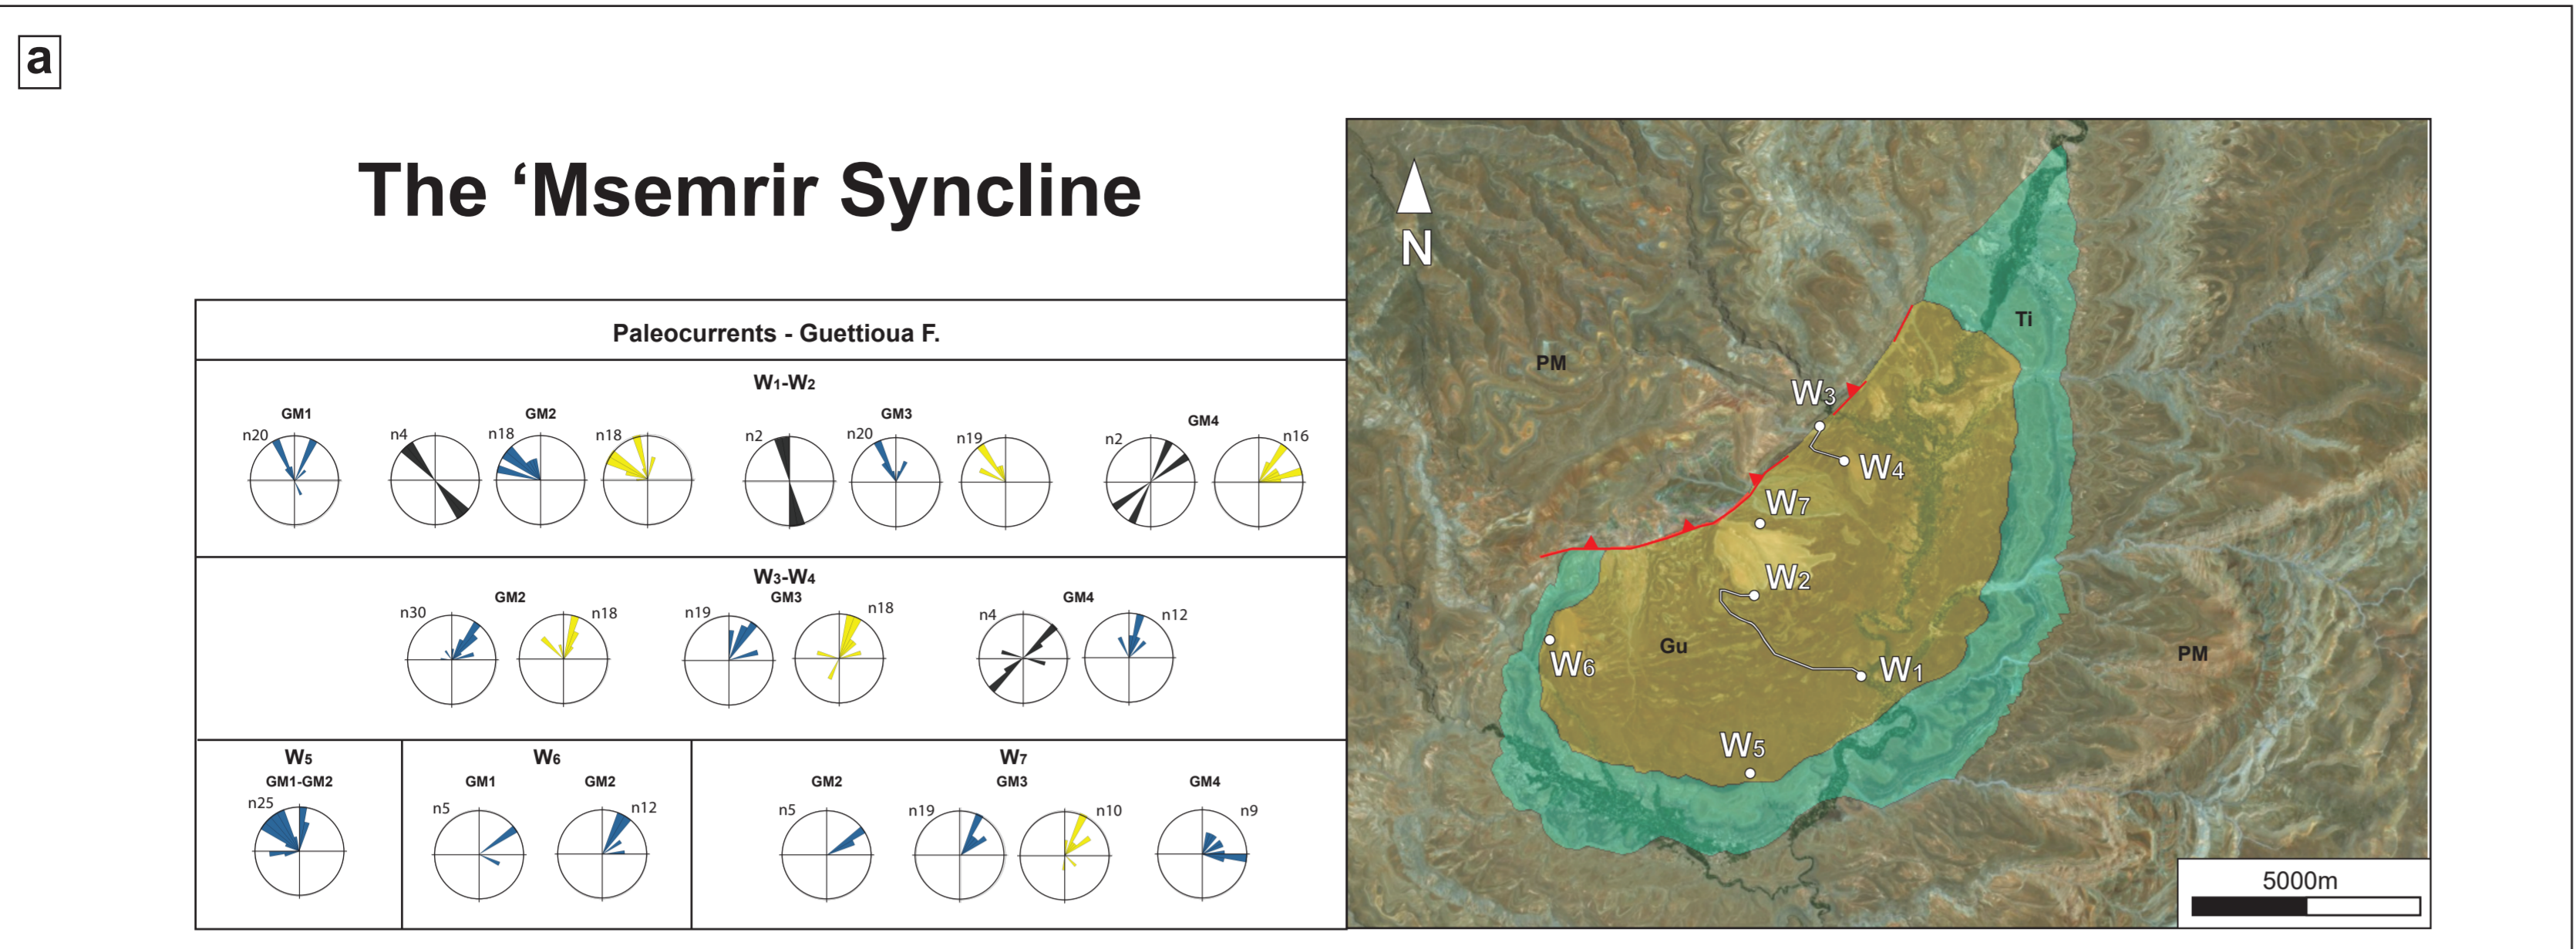 a
The ‘Msemrir Syncline
Paleocurrents - Guettioua F.
W1-W2
GM1
GM2
GM3
GM4
n20
n4
n18
n18
n2
n20
n19
n2
n16
W3-W4
GM2
GM3
GM4
n30
n18
n19
n18
n4
n12
W5
GM1-GM2
n25
W6
GM1
GM2
n5
n12
W7
GM2
GM3
GM4
n5
n19
n10
n9
N
PM
Ti
W3
W4
W7
W2
Gu
W6
W1
PM
W5
5000m